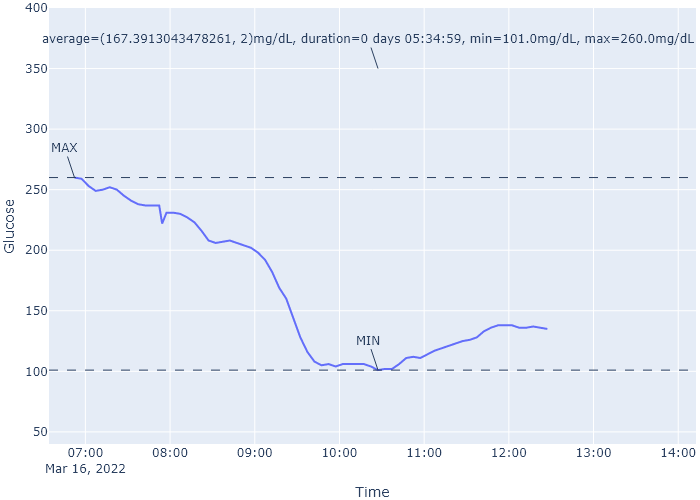 400
average=(167.3913043478261, 2)mg/dL, duration=0 days 05:34:59, min=101.0mg/dL, max=260.0mg/dL
350
300
MAX
250
Glucose
200
150
MIN
100
50
07:00 08:00 09:00 10:00 11:00 12:00 13:00 14:00
Mar 16, 2022
Time